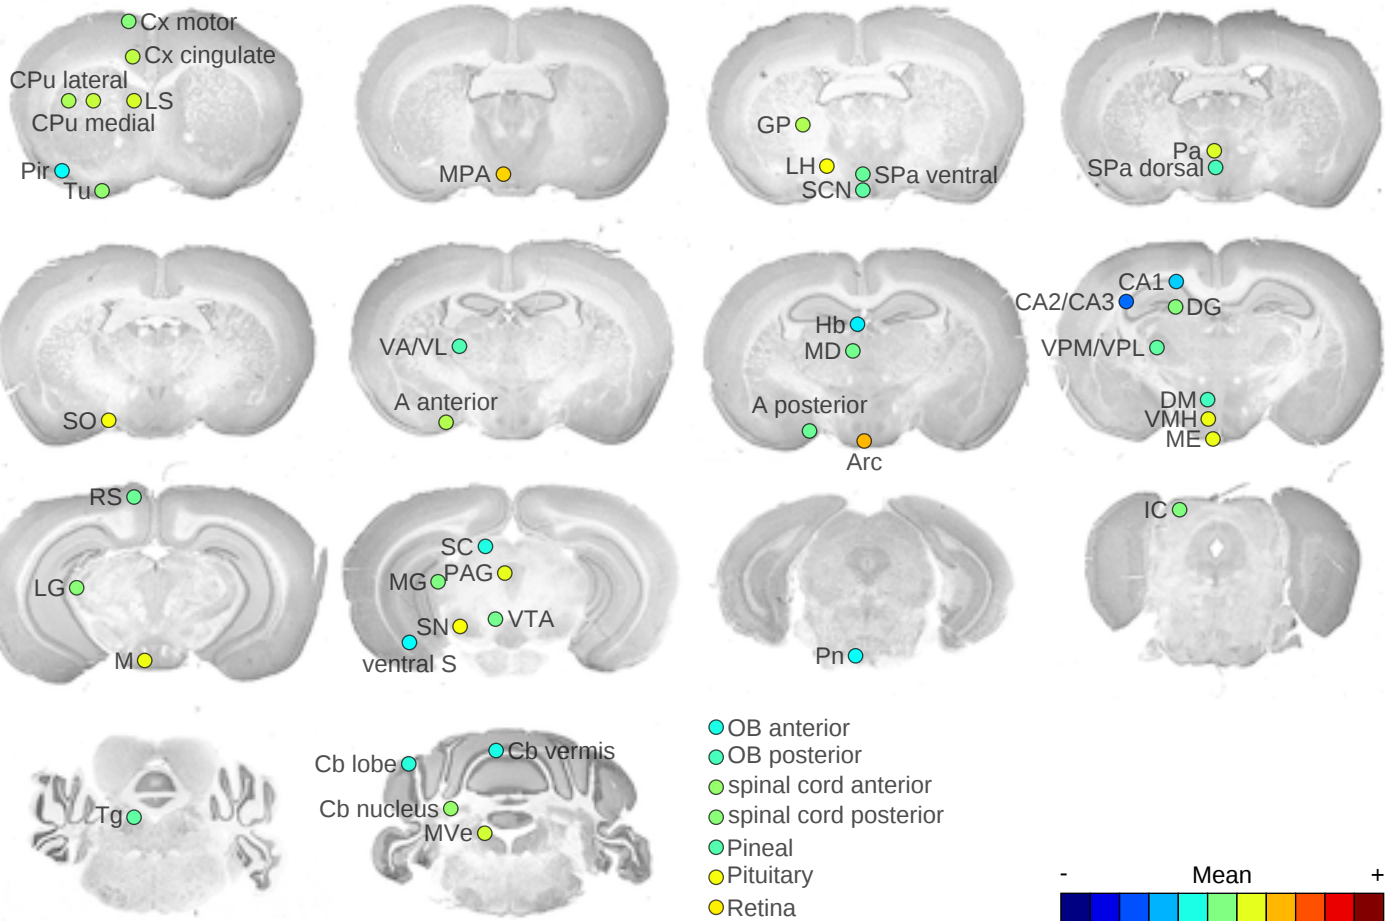 Cx motor
Cx cingulate
CPu lateral
LS
CPu medial
Pir
Tu
MPA
GP
LH
SPa ventral
SCN
Pa
SPa dorsal
SO
VA/VL
A anterior
Hb
MD
A posterior
Arc
CA1
CA2/CA3
DG
VPM/VPL
DM
VMH
ME
RS
LG
M
SC
MG
PAG
SN
VTA
ventral S
Pn
IC
Tg
Cb lobe
Cb vermis
Cb nucleus
MVe
OB anterior
OB posterior
spinal cord anterior
spinal cord posterior
Pineal
Pituitary
Retina
- Mean +